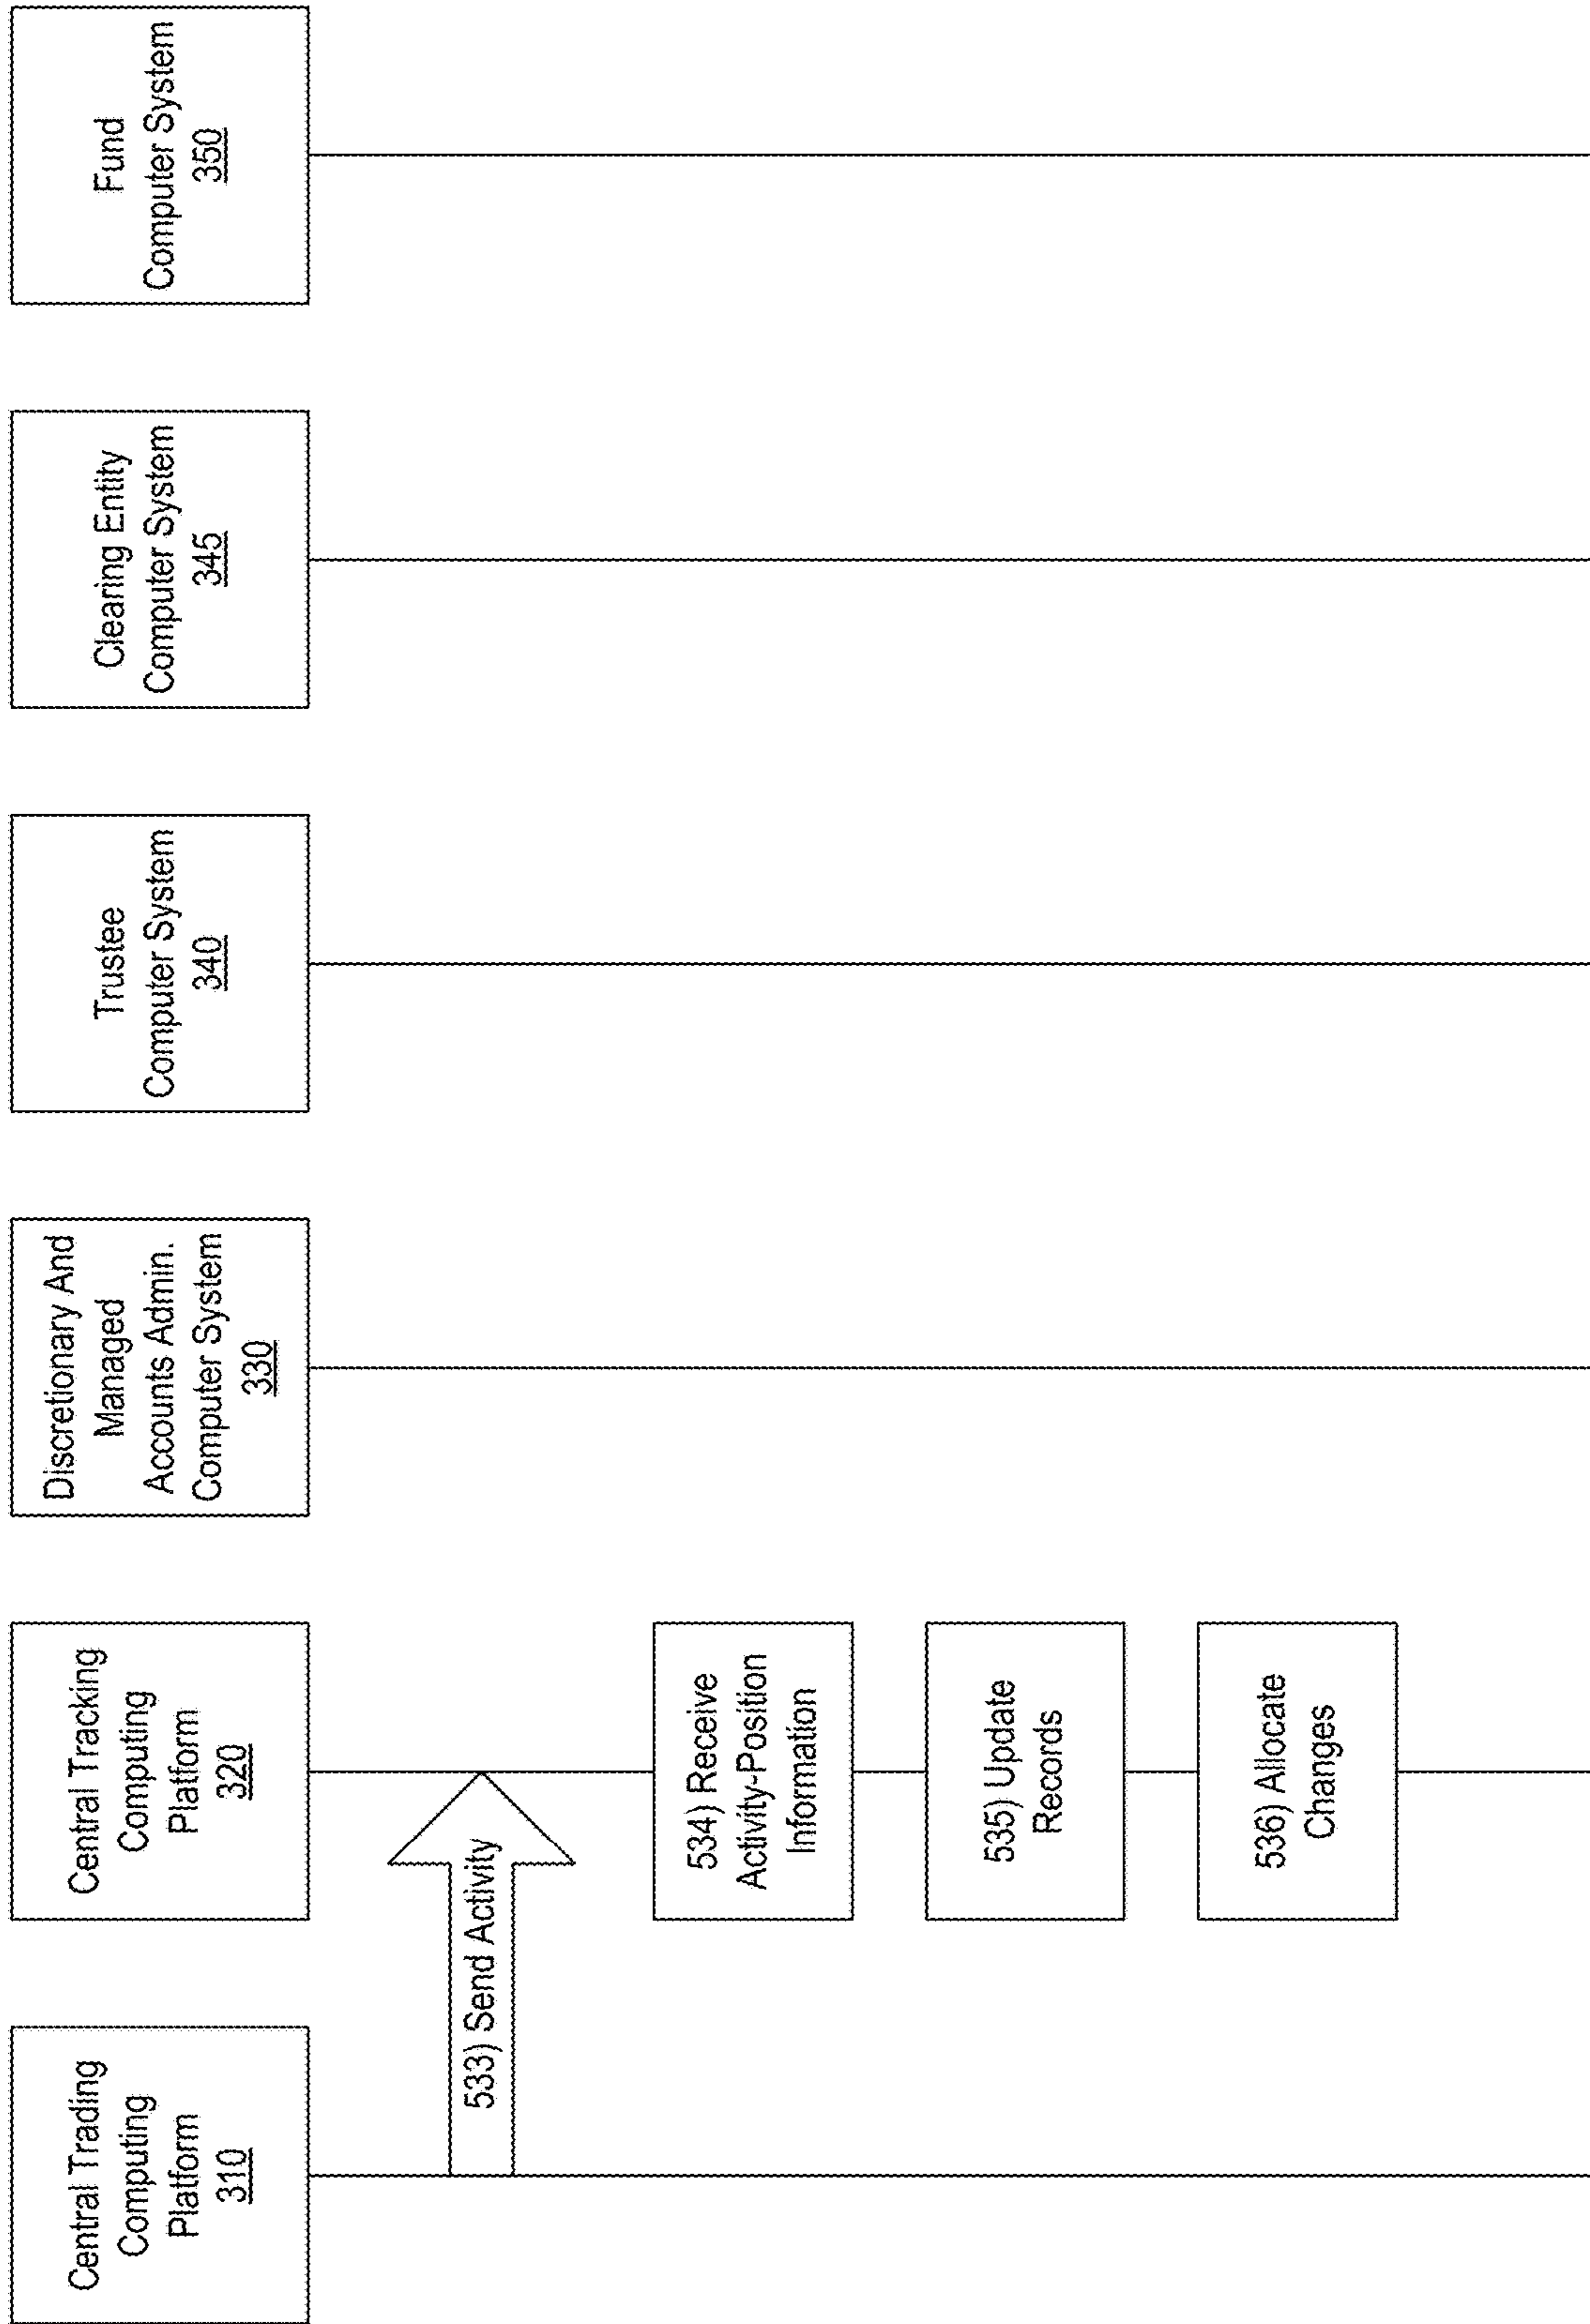 Central Trading
Computing
Platform
310
Central Tracking
Computing
Platform
320
Discretionary And
Managed
Accounts Admin.
Computer System
330
Trustee
Computer System
340
Clearing Entity
Computer System
345
Fund
Computer System
350
533) Send Activity
534) Receive
Activity-Position
Information
535) Update
Records
536) Allocate
Changes